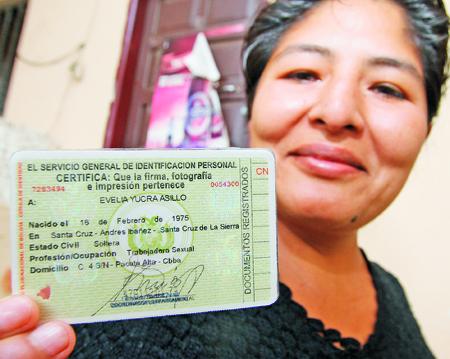 EL SERVICIO GENERAL DE IDENTIFICACION PERSONAL
CERTIFICA: Que la firma, fotografía
e impresión pertenece
7283494
0054300
CN
A: EVELIA YUCRA ASILLO
Nacido el 16 de Febrero de 1975
En Santa Cruz - Andres Ibañez - Santa Cruz de La Sierra
Estado Civil Soltera
Profesión/Ocupación Trabajadora Sexual
Domicilio C 4 S/N - Pacata Alta - Cbba
DOCUMENTOS REGISTRADOS